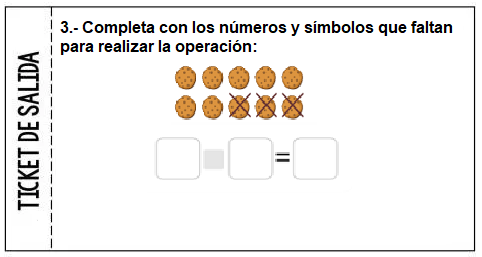 TICKET DE SALIDA
3.- Completa con los números y símbolos que faltan
para realizar la operación:
=